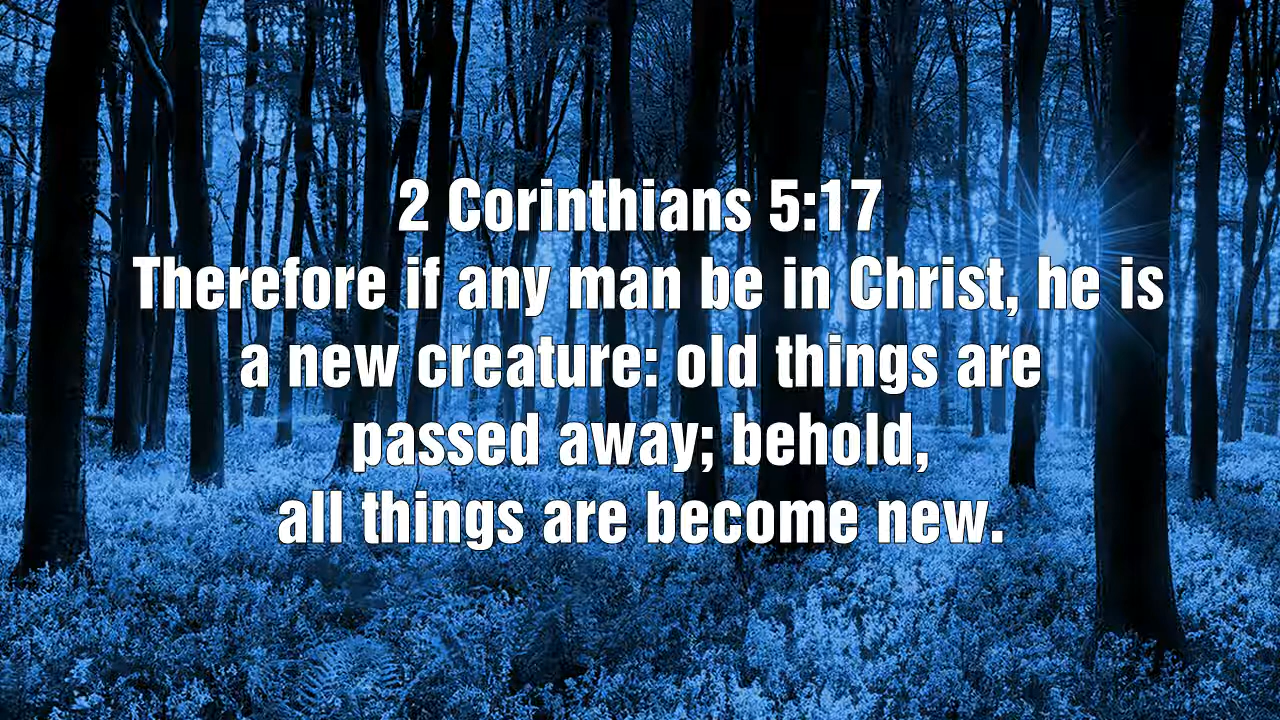 2 Corinthians 5:17
Therefore if any man be in Christ, he is
a new creature: old things are
passed away; behold,
all things are become new.